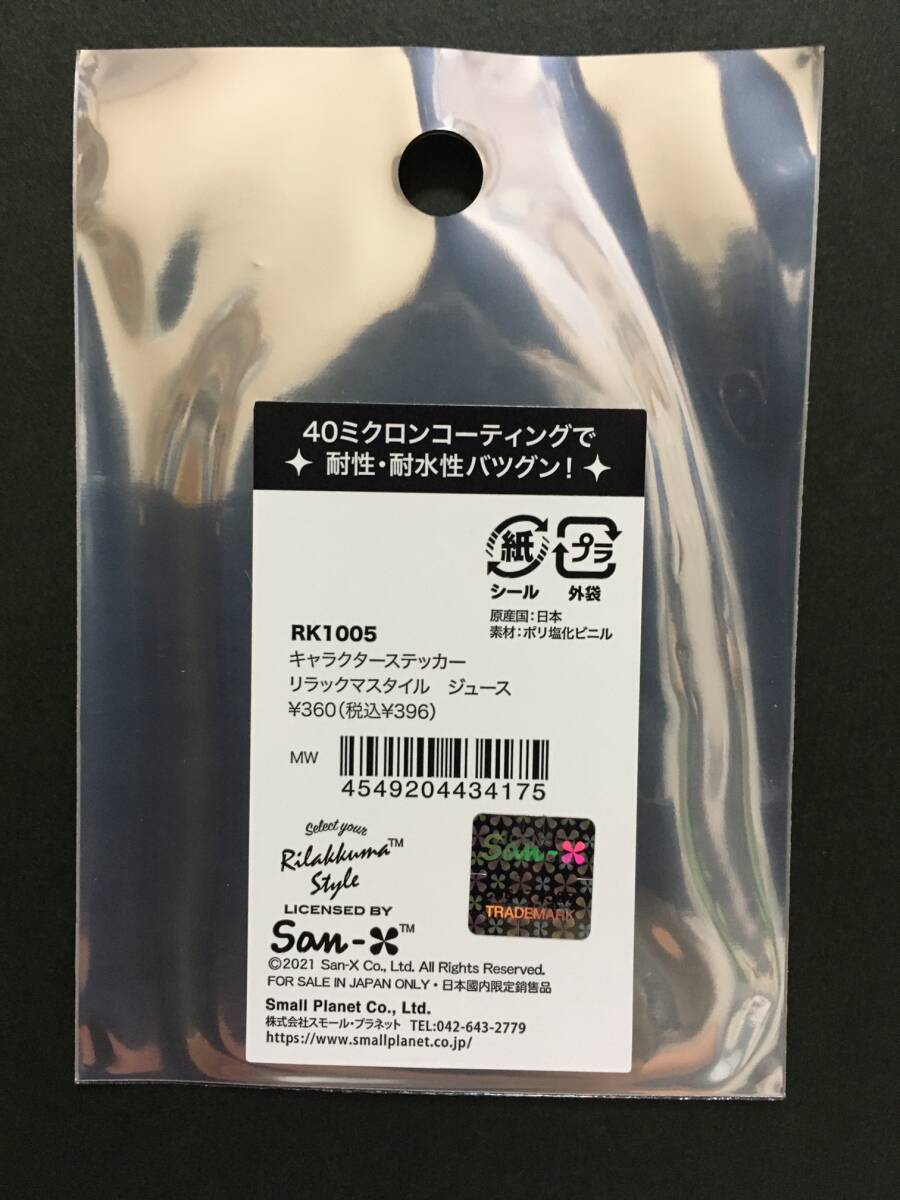 40ミクロンコーティングで
耐性・耐水性バツグン!
紙
プラ
シール
外袋
原産国:日本
素材:ポリ塩化ビニル
RK1005
キャラクターステッカー
リラックマスタイル ジュース
¥360(税込¥396)
MW
4549204434175
Select your
Rilakkuma™
Style
LICENSED BY
San-X™
San-X
TRADEMARK
©2021 San-X Co., Ltd. All Rights Reserved.
FOR SALE IN JAPAN ONLY・日本國内限定銷售品
Small Planet Co., Ltd.
株式会社スモール・プラネット TEL:042-643-2779
https://www.smallplanet.co.jp/